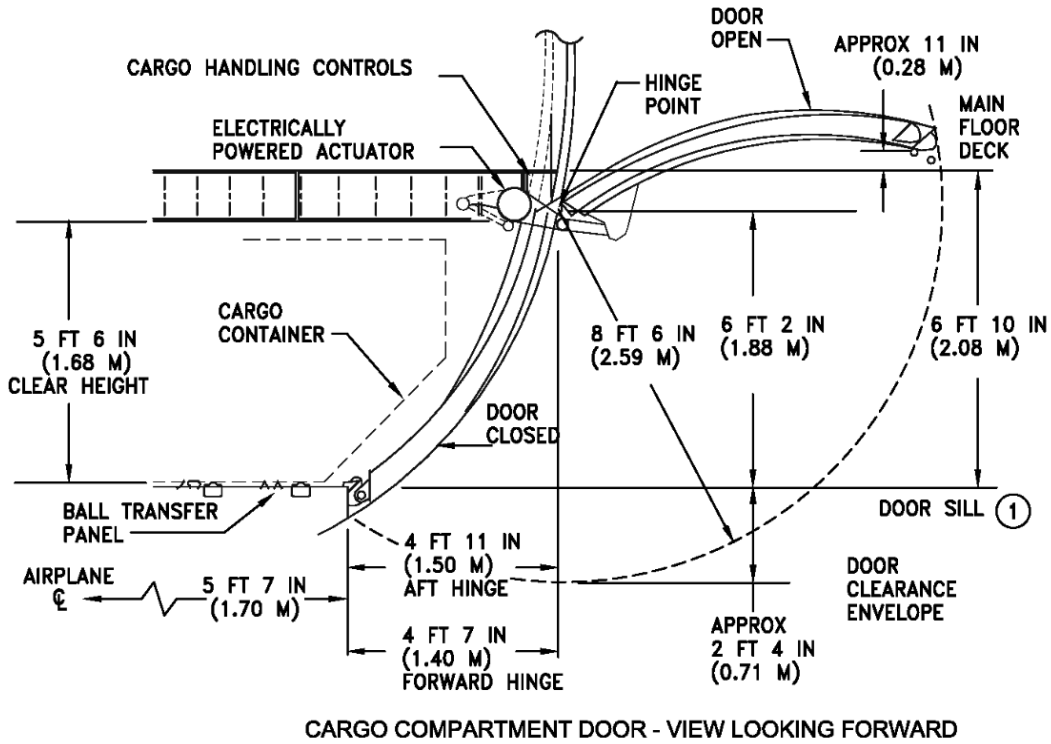 DOOR
OPEN
APPROX 11 IN
(0.28 M)
CARGO HANDLING CONTROLS
HINGE
POINT
MAIN
FLOOR
DECK
ELECTRICALLY
POWERED ACTUATOR
5 FT 6 IN
(1.68 M)
CLEAR HEIGHT
CARGO
CONTAINER
8 FT 6 IN
(2.59 M)
6 FT 2 IN
(1.88 M)
6 FT 10 IN
(2.08 M)
DOOR
CLOSED
BALL TRANSFER
PANEL
DOOR SILL 1
4 FT 11 IN
(1.50 M)
AFT HINGE
AIRPLANE
℄
5 FT 7 IN
(1.70 M)
DOOR
CLEARANCE
ENVELOPE
4 FT 7 IN
(1.40 M)
FORWARD HINGE
APPROX
2 FT 4 IN
(0.71 M)
CARGO COMPARTMENT DOOR - VIEW LOOKING FORWARD